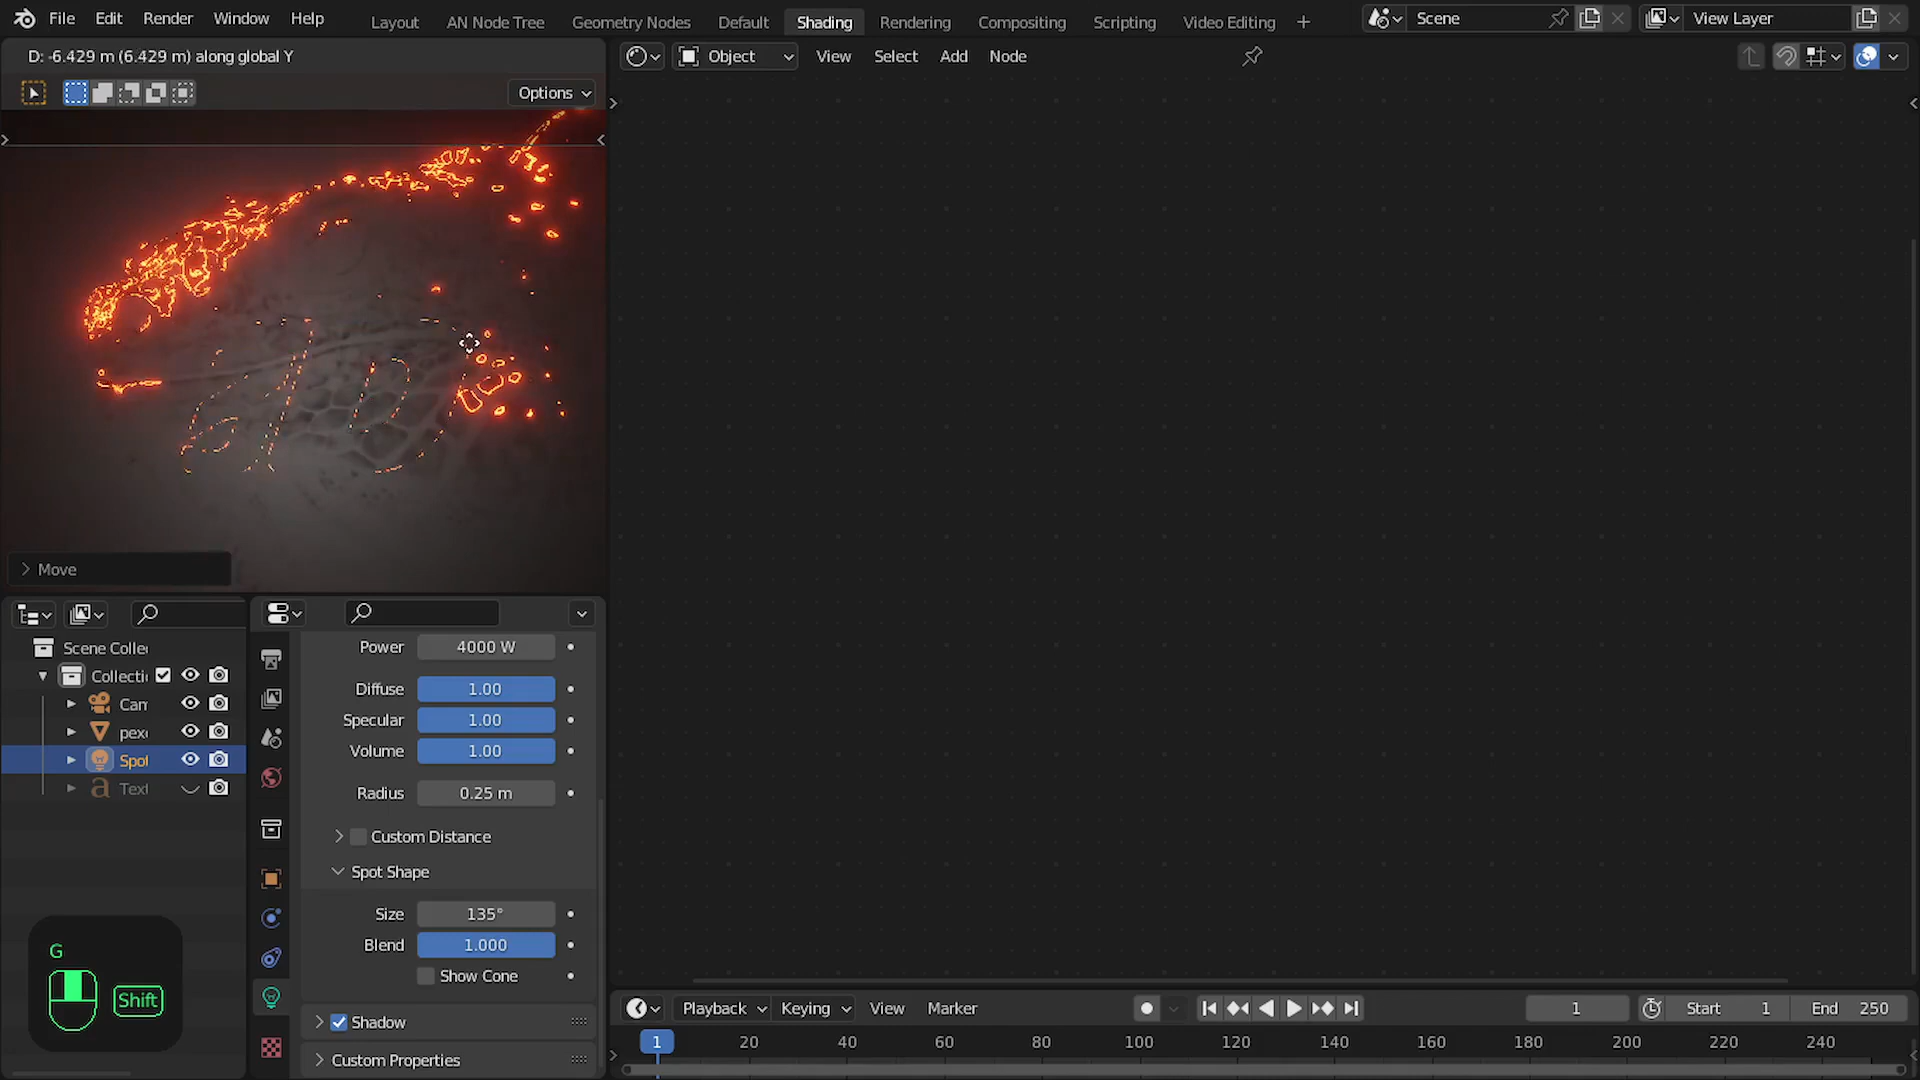 File Edit Render Window Help Layout AN Node Tree Geometry Nodes Default Shading Rendering Compositing Scripting Video Editing + Scene View Layer
D: -6.429 m (6.429 m) along global Y
Object View Select Add Node
Options
Move
Scene Colle
Collecti
Can
pexe
Spot
Text
Power 4000 W
Diffuse 1.00
Specular 1.00
Volume 1.00
Radius 0.25 m
Custom Distance
Spot Shape
Size 135°
Blend 1.000
Show Cone
Shadow
Custom Properties
G
Shift
Playback Keying View Marker 1 Start 1 End 250
1 20 40 60 80 100 120 140 160 180 200 220 240